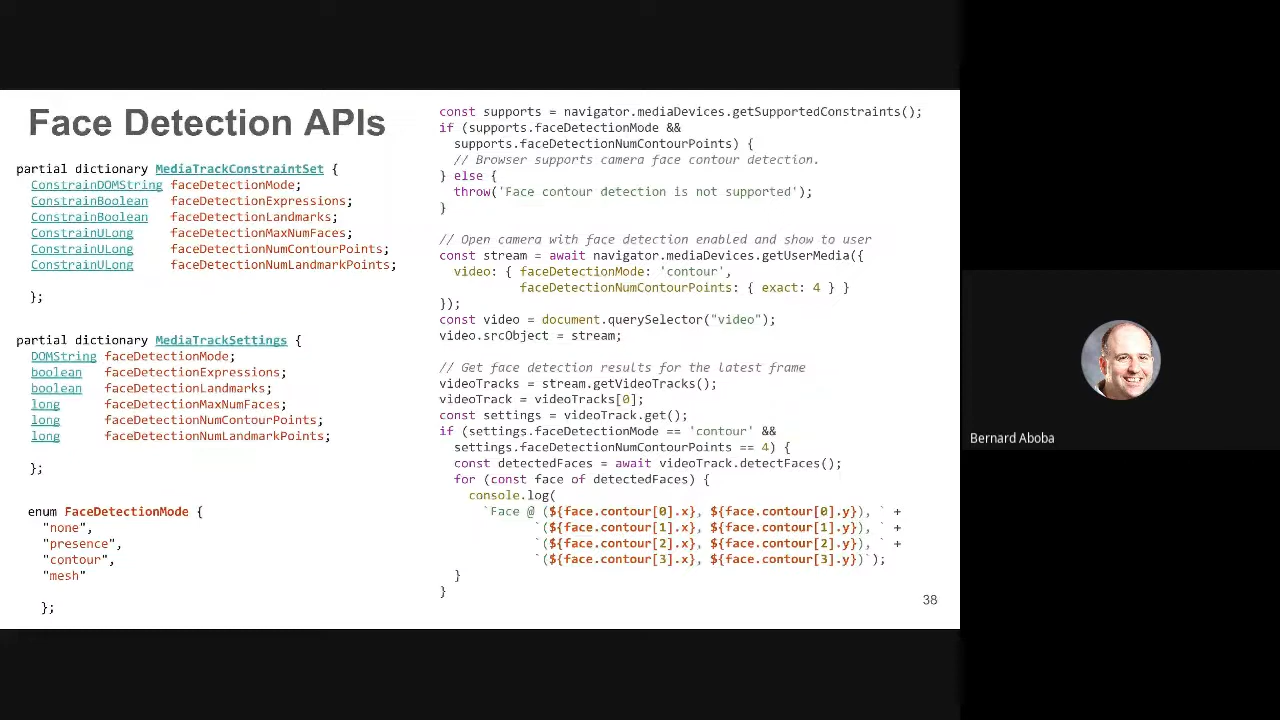 Face Detection APIs
partial dictionary MediaTrackConstraintSet {
ConstrainDOMString faceDetectionMode;
ConstrainBoolean faceDetectionExpressions;
ConstrainBoolean faceDetectionLandmarks;
ConstrainULong faceDetectionMaxNumFaces;
ConstrainULong faceDetectionNumContourPoints;
ConstrainULong faceDetectionNumLandmarkPoints;
};
partial dictionary MediaTrackSettings {
DOMString faceDetectionMode;
boolean faceDetectionExpressions;
boolean faceDetectionLandmarks;
long faceDetectionMaxNumFaces;
long faceDetectionNumContourPoints;
long faceDetectionNumLandmarkPoints;
};
enum FaceDetectionMode {
"none",
"presence",
"contour",
"mesh"
};
const supports = navigator.mediaDevices.getSupportedConstraints();
if (supports.faceDetectionMode &&
supports.faceDetectionNumContourPoints) {
// Browser supports camera face contour detection.
} else {
throw('Face contour detection is not supported');
}
// Open camera with face detection enabled and show to user
const stream = await navigator.mediaDevices.getUserMedia({
video: { faceDetectionMode: 'contour',
faceDetectionNumContourPoints: { exact: 4 } }
});
const video = document.querySelector("video");
video.srcObject = stream;
// Get face detection results for the latest frame
videoTracks = stream.getVideoTracks();
videoTrack = videoTracks[0];
const settings = videoTrack.get();
if (settings.faceDetectionMode == 'contour' &&
settings.faceDetectionNumContourPoints == 4) {
const detectedFaces = await videoTrack.detectFaces();
for (const face of detectedFaces) {
console.log(
`Face @ (${face.contour[0].x}, ${face.contour[0].y}), ` +
`(${face.contour[1].x}, ${face.contour[1].y}), ` +
`(${face.contour[2].x}, ${face.contour[2].y}), ` +
`(${face.contour[3].x}, ${face.contour[3].y})`);
}
}
38
Bernard Aboba